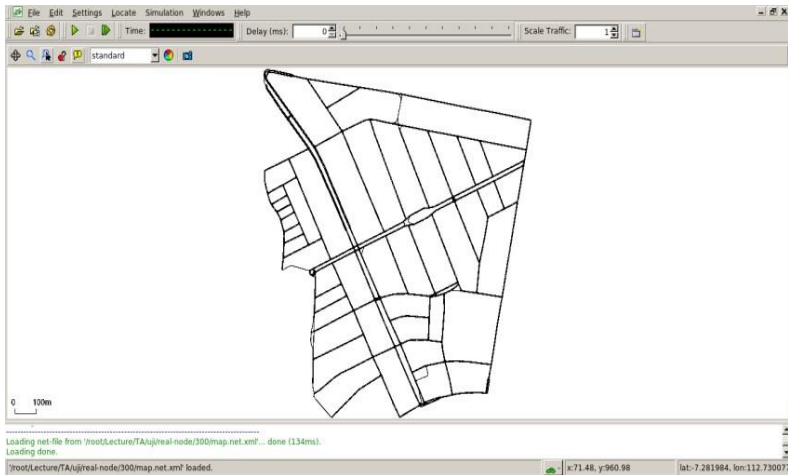 File Edit Settings Locate Simulation Windows Help
Time: Delay (ms): 0 Scale Traffic: 1
standard
0 100m
Loading net-file from '/root/Lecture/TA/uji/real-node/300/map.net.xml'... done (134ms).
Loading done.
'/root/Lecture/TA/uji/real-node/300/map.net.xml' loaded. x:71.48, y:960.98 lat:-7.281984, lon:112.73007